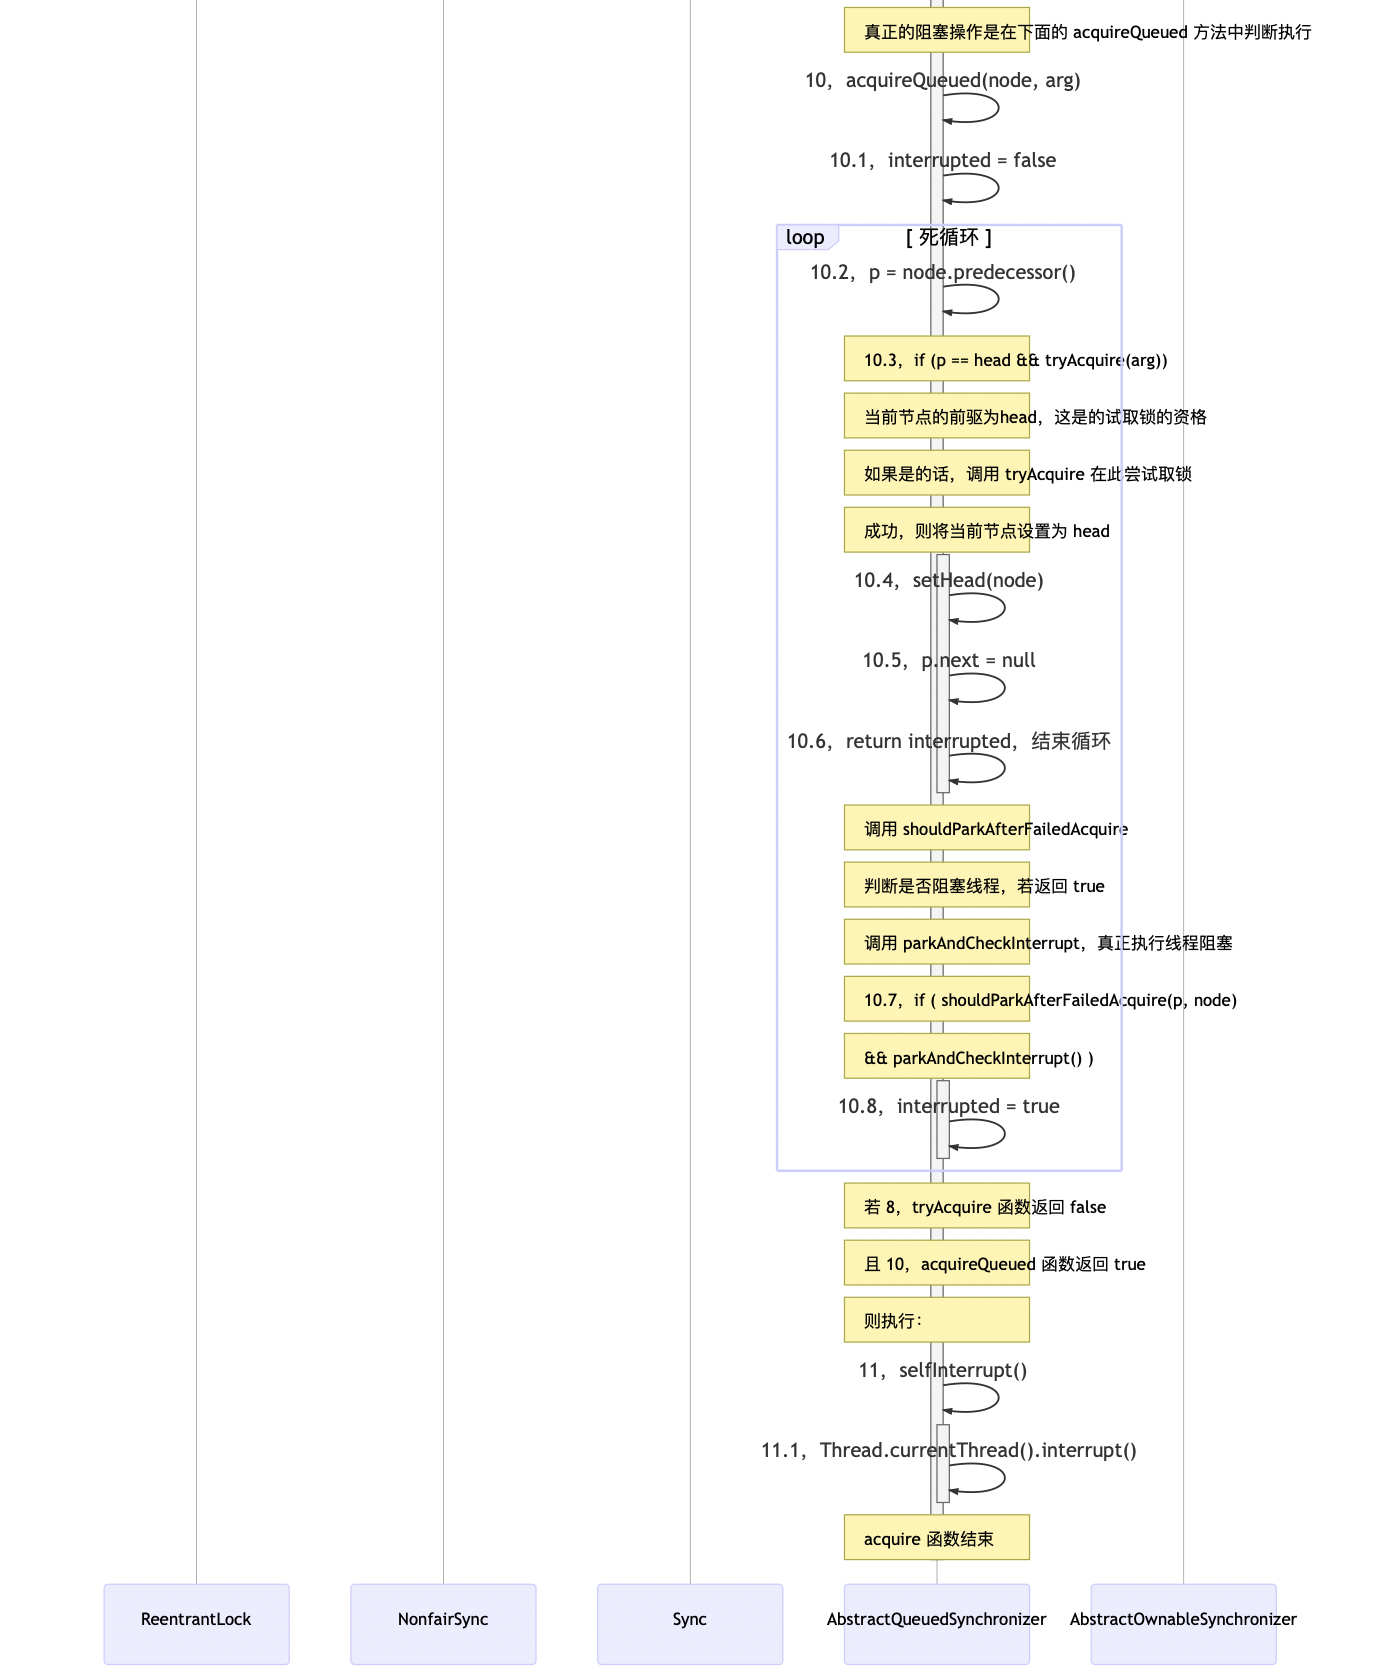 真正的阻塞操作是在下面的 acquireQueued 方法中判断执行
10，acquireQueued(node, arg)
10.1，interrupted = false
loop
[ 死循环 ]
10.2，p = node.predecessor()
10.3，if (p == head && tryAcquire(arg))
当前节点的前驱为head，这是的试取锁的资格
如果是的话，调用 tryAcquire 在此尝试取锁
成功，则将当前节点设置为 head
10.4，setHead(node)
10.5，p.next = null
10.6，return interrupted，结束循环
调用 shouldParkAfterFailedAcquire
判断是否阻塞线程，若返回 true
调用 parkAndCheckInterrupt，真正执行线程阻塞
10.7，if ( shouldParkAfterFailedAcquire(p, node)
&& parkAndCheckInterrupt() )
10.8，interrupted = true
若 8，tryAcquire 函数返回 false
且 10，acquireQueued 函数返回 true
则执行：
11，selfInterrupt()
11.1，Thread.currentThread().interrupt()
acquire 函数结束
ReentrantLock
NonfairSync
Sync
AbstractQueuedSynchronizer
AbstractOwnableSynchronizer